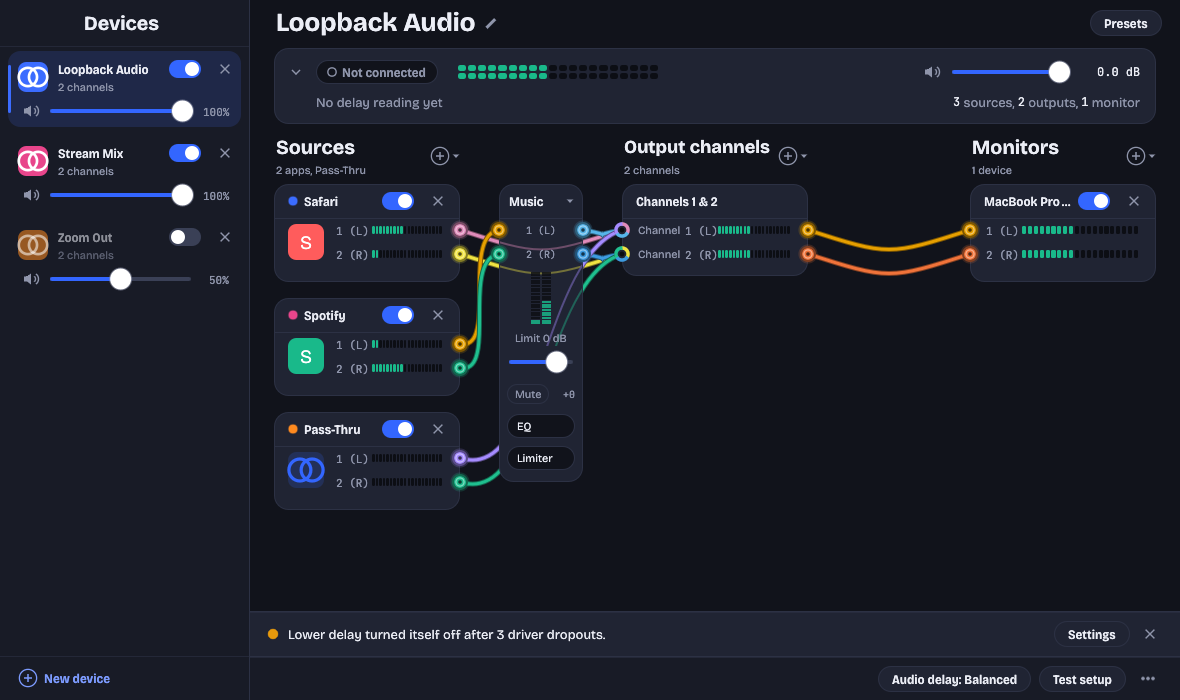 Devices
Loopback Audio
2 channels
100%
Stream Mix
2 channels
100%
Zoom Out
2 channels
50%
New device
Loopback Audio
Presets
Not connected
0.0 dB
No delay reading yet
3 sources, 2 outputs, 1 monitor
Sources
2 apps, Pass-Thru
Safari
S
1 (L)
2 (R)
Spotify
S
1 (L)
2 (R)
Pass-Thru
1 (L)
2 (R)
Music
1 (L)
2 (R)
Limit 0 dB
Mute +0
EQ
Limiter
Output channels
2 channels
Channels 1 & 2
Channel 1 (L)
Channel 2 (R)
Monitors
1 device
MacBook Pro ...
1 (L)
2 (R)
Lower delay turned itself off after 3 driver dropouts.
Settings
Audio delay: Balanced
Test setup